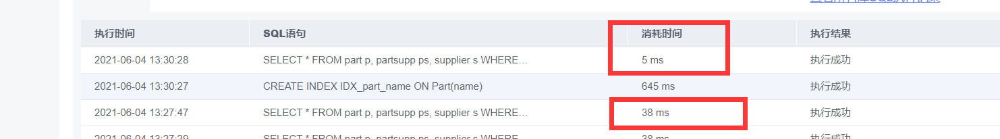 执行时间 SQL语句 消耗时间 执行结果
2021-06-04 13:30:28 SELECT * FROM part p, partsupp ps, supplier s WHERE… 5 ms 执行成功
2021-06-04 13:30:27 CREATE INDEX IDX_part_name ON Part(name) 645 ms 执行成功
2021-06-04 13:27:47 SELECT * FROM part p, partsupp ps, supplier s WHERE… 38 ms 执行成功
2021-06-04 13:27:29 SELECT * FROM part p, partsupp ps, supplier s WHERE… 38 ms 执行成功